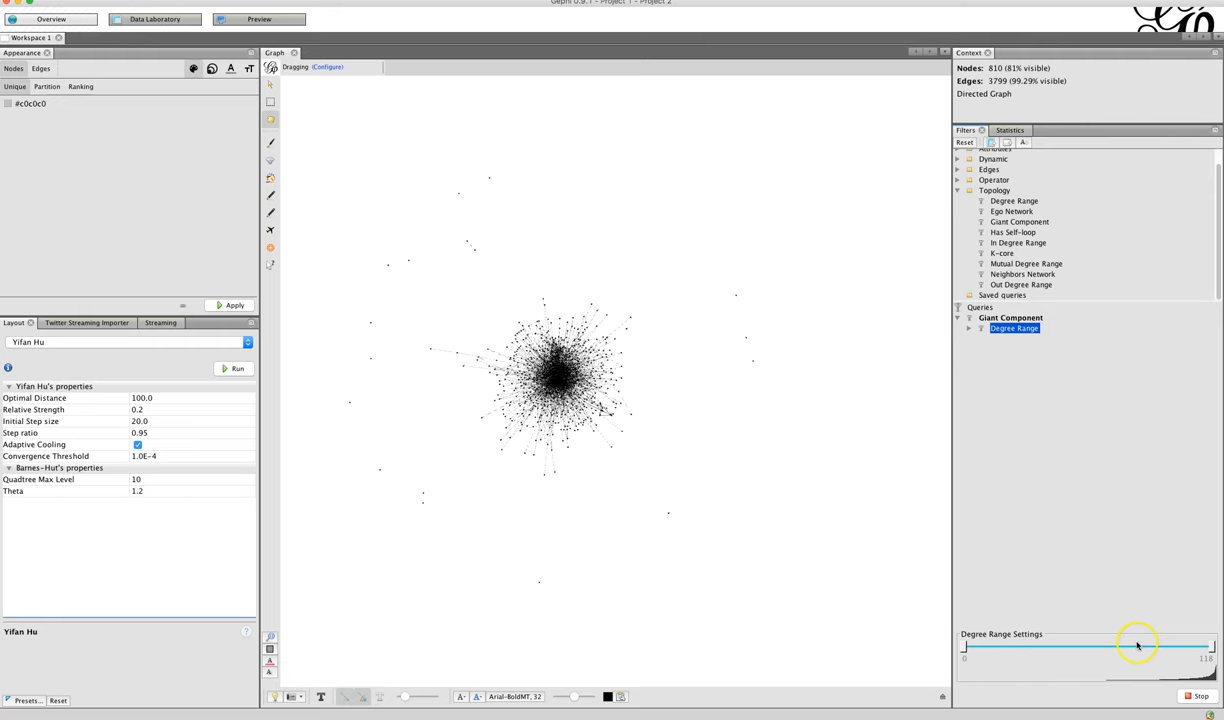 Gephi 0.9.1 - Project 1 - Project 2
Overview
Data Laboratory
Preview
Workspace 1
Appearance
Nodes
Edges
Unique
Partition
Ranking
#c0c0c0
Apply
Layout
Twitter Streaming Importer
Streaming
Yifan Hu
Run
Yifan Hu's properties
Optimal Distance 100.0
Relative Strength 0.2
Initial Step size 20.0
Step ratio 0.95
Adaptive Cooling
Convergence Threshold 1.0E-4
Barnes-Hut's properties
Quadtree Max Level 10
Theta 1.2
Yifan Hu
Presets...
Reset
Graph
Dragging (Configure)
Arial-BoldMT, 32
Context
Nodes: 810 (81% visible)
Edges: 3799 (99.29% visible)
Directed Graph
Filters
Statistics
Reset
Attributes
Dynamic
Edges
Operator
Topology
Degree Range
Ego Network
Giant Component
Has Self-loop
In Degree Range
K-core
Mutual Degree Range
Neighbors Network
Out Degree Range
Saved queries
Queries
Giant Component
Degree Range
Degree Range Settings
0
118
Stop